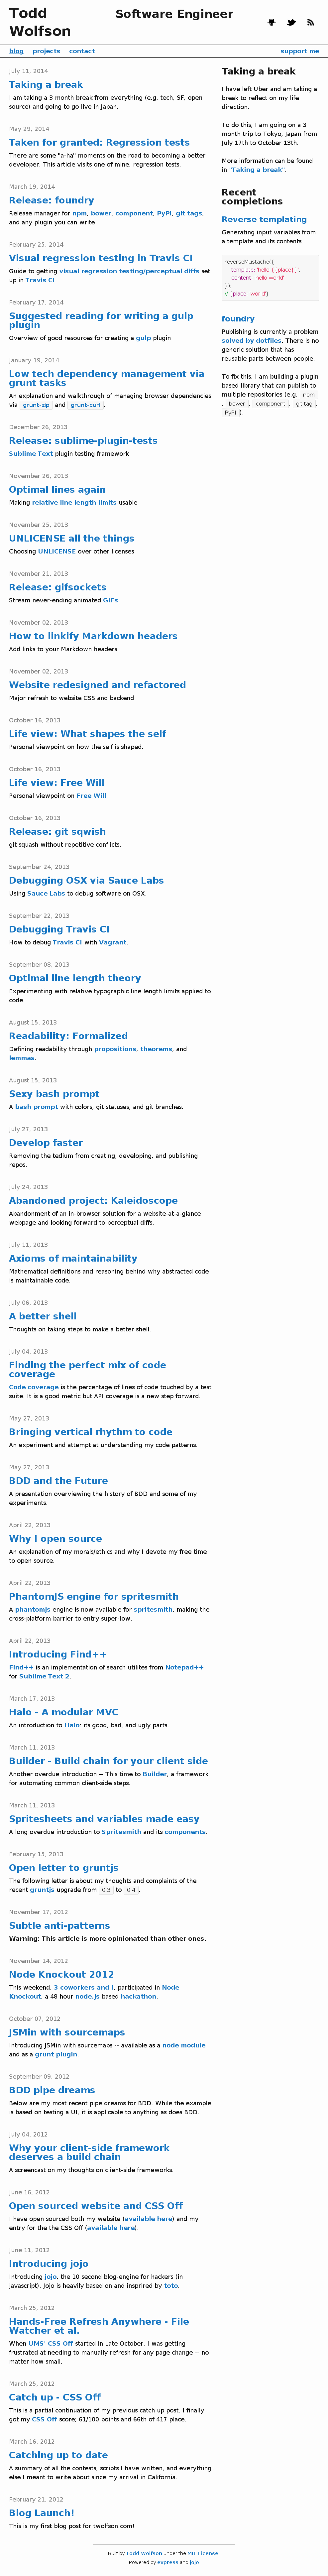 Todd
Wolfson
Software Engineer
blog projects contact support me
July 11, 2014
Taking a break
I am taking a 3 month break from everything (e.g. tech, SF, open
source) and going to go live in Japan.
May 29, 2014
Taken for granted: Regression tests
There are some "a-ha" moments on the road to becoming a better
developer. This article visits one of mine, regression tests.
March 19, 2014
Release: foundry
Release manager for npm, bower, component, PyPI, git tags,
and any plugin you can write
February 25, 2014
Visual regression testing in Travis CI
Guide to getting visual regression testing/perceptual diffs set
up in Travis CI
February 17, 2014
Suggested reading for writing a gulp
plugin
Overview of good resources for creating a gulp plugin
January 19, 2014
Low tech dependency management via
grunt tasks
An explanation and walkthrough of managing browser dependencies
via grunt-zip and grunt-curl.
December 26, 2013
Release: sublime-plugin-tests
Sublime Text plugin testing framework
November 26, 2013
Optimal lines again
Making relative line length limits usable
November 25, 2013
UNLICENSE all the things
Choosing UNLICENSE over other licenses
November 21, 2013
Release: gifsockets
Stream never-ending animated GIFs
November 02, 2013
How to linkify Markdown headers
Add links to your Markdown headers
November 02, 2013
Website redesigned and refactored
Major refresh to website CSS and backend
October 16, 2013
Life view: What shapes the self
Personal viewpoint on how the self is shaped.
October 16, 2013
Life view: Free Will
Personal viewpoint on Free Will.
October 16, 2013
Release: git sqwish
git squash without repetitive conflicts.
September 24, 2013
Debugging OSX via Sauce Labs
Using Sauce Labs to debug software on OSX.
September 22, 2013
Debugging Travis CI
How to debug Travis CI with Vagrant.
September 08, 2013
Optimal line length theory
Experimenting with relative typographic line length limits applied to
code.
August 15, 2013
Readability: Formalized
Defining readability through propositions, theorems, and
lemmas.
August 15, 2013
Sexy bash prompt
A bash prompt with colors, git statuses, and git branches.
July 27, 2013
Develop faster
Removing the tedium from creating, developing, and publishing
repos.
July 24, 2013
Abandoned project: Kaleidoscope
Abandonment of an in-browser solution for a website-at-a-glance
webpage and looking forward to perceptual diffs.
July 11, 2013
Axioms of maintainability
Mathematical definitions and reasoning behind why abstracted code
is maintainable code.
July 06, 2013
A better shell
Thoughts on taking steps to make a better shell.
July 04, 2013
Finding the perfect mix of code
coverage
Code coverage is the percentage of lines of code touched by a test
suite. It is a good metric but API coverage is a new step forward.
May 27, 2013
Bringing vertical rhythm to code
An experiment and attempt at understanding my code patterns.
May 27, 2013
BDD and the Future
A presentation overviewing the history of BDD and some of my
experiments.
April 22, 2013
Why I open source
An explanation of my morals/ethics and why I devote my free time
to open source.
April 22, 2013
PhantomJS engine for spritesmith
A phantomjs engine is now available for spritesmith, making the
cross-platform barrier to entry super-low.
April 22, 2013
Introducing Find++
Find++ is an implementation of search utilites from Notepad++
for Sublime Text 2.
March 17, 2013
Halo - A modular MVC
An introduction to Halo: its good, bad, and ugly parts.
March 11, 2013
Builder - Build chain for your client side
Another overdue introduction -- This time to Builder, a framework
for automating common client-side steps.
March 11, 2013
Spritesheets and variables made easy
A long overdue introduction to Spritesmith and its components.
February 15, 2013
Open letter to gruntjs
The following letter is about my thoughts and complaints of the
recent gruntjs upgrade from 0.3 to 0.4.
November 17, 2012
Subtle anti-patterns
Warning: This article is more opinionated than other ones.
November 14, 2012
Node Knockout 2012
This weekend, 3 coworkers and I, participated in Node
Knockout, a 48 hour node.js based hackathon.
October 07, 2012
JSMin with sourcemaps
Introducing JSMin with sourcemaps -- available as a node module
and as a grunt plugin.
September 09, 2012
BDD pipe dreams
Below are my most recent pipe dreams for BDD. While the example
is based on testing a UI, it is applicable to anything as does BDD.
July 04, 2012
Why your client-side framework
deserves a build chain
A screencast on my thoughts on client-side frameworks.
June 16, 2012
Open sourced website and CSS Off
I have open sourced both my website (available here) and my
entry for the the CSS Off (available here).
June 11, 2012
Introducing jojo
Introducing jojo, the 10 second blog-engine for hackers (in
javascript). Jojo is heavily based on and inspried by toto.
March 25, 2012
Hands-Free Refresh Anywhere - File
Watcher et al.
When UMS' CSS Off started in Late October, I was getting
frustrated at needing to manually refresh for any page change -- no
matter how small.
March 25, 2012
Catch up - CSS Off
This is a partial continuation of my previous catch up post. I finally
got my CSS Off score; 61/100 points and 66th of 417 place.
March 16, 2012
Catching up to date
A summary of all the contests, scripts I have written, and everything
else I meant to write about since my arrival in California.
February 21, 2012
Blog Launch!
This is my first blog post for twolfson.com!
Taking a break
I have left Uber and am taking a
break to reflect on my life
direction.
To do this, I am going on a 3
month trip to Tokyo, Japan from
July 17th to October 13th.
More information can be found
in "Taking a break".
Recent
completions
Reverse templating
Generating input variables from
a template and its contents.
reverseMustache({
template: 'hello {{place}}',
content: 'hello world'
});
// {place: 'world'}
foundry
Publishing is currently a problem
solved by dotfiles. There is no
generic solution that has
reusable parts between people.
To fix this, I am building a plugin
based library that can publish to
multiple repositories (e.g. npm
, bower , component , git tag ,
PyPI ).
Built by Todd Wolfson under the MIT License
Powered by express and jojo